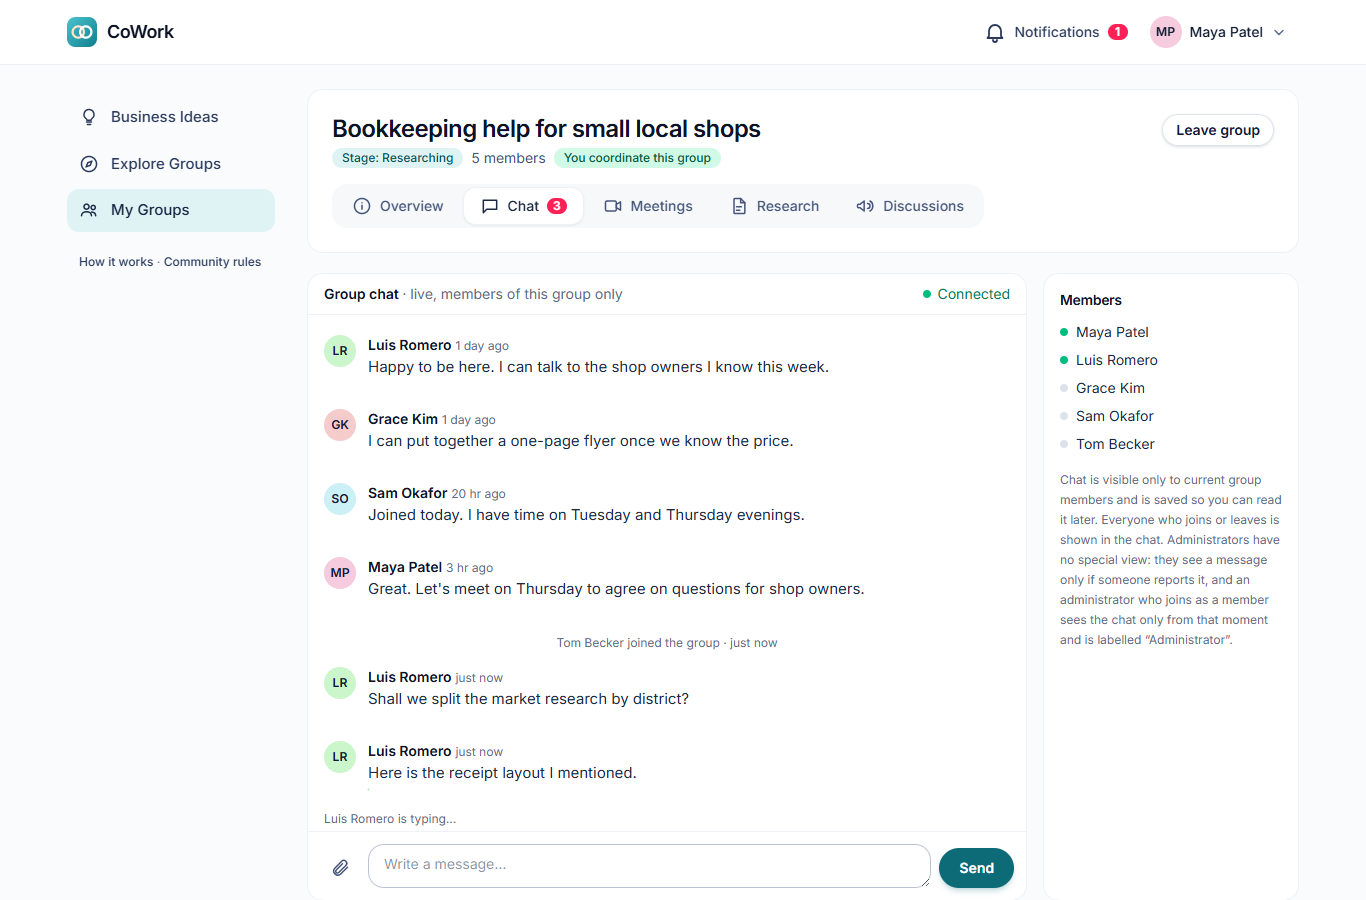 CoWork
Notifications 1
MP Maya Patel
Business Ideas
Explore Groups
My Groups
How it works · Community rules
Bookkeeping help for small local shops
Leave group
Stage: Researching 5 members You coordinate this group
Overview Chat 3 Meetings Research Discussions
Group chat · live, members of this group only
Connected
LR Luis Romero 1 day ago
Happy to be here. I can talk to the shop owners I know this week.
GK Grace Kim 1 day ago
I can put together a one-page flyer once we know the price.
SO Sam Okafor 20 hr ago
Joined today. I have time on Tuesday and Thursday evenings.
MP Maya Patel 3 hr ago
Great. Let's meet on Thursday to agree on questions for shop owners.
Tom Becker joined the group · just now
LR Luis Romero just now
Shall we split the market research by district?
LR Luis Romero just now
Here is the receipt layout I mentioned.
Luis Romero is typing...
Write a message...
Send
Members
Maya Patel
Luis Romero
Grace Kim
Sam Okafor
Tom Becker
Chat is visible only to current group
members and is saved so you can read
it later. Everyone who joins or leaves is
shown in the chat. Administrators have
no special view: they see a message
only if someone reports it, and an
administrator who joins as a member
sees the chat only from that moment
and is labelled “Administrator”.